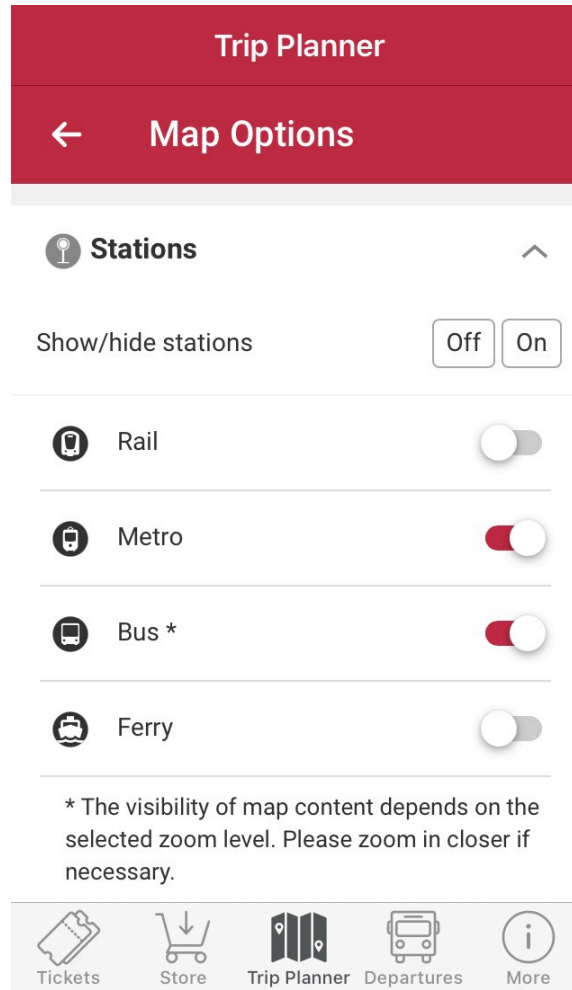 Trip Planner
Map Options
Stations
Show/hide stations Off On
Rail
Metro
Bus *
Ferry
* The visibility of map content depends on the
selected zoom level. Please zoom in closer if
necessary.
Tickets Store Trip Planner Departures More